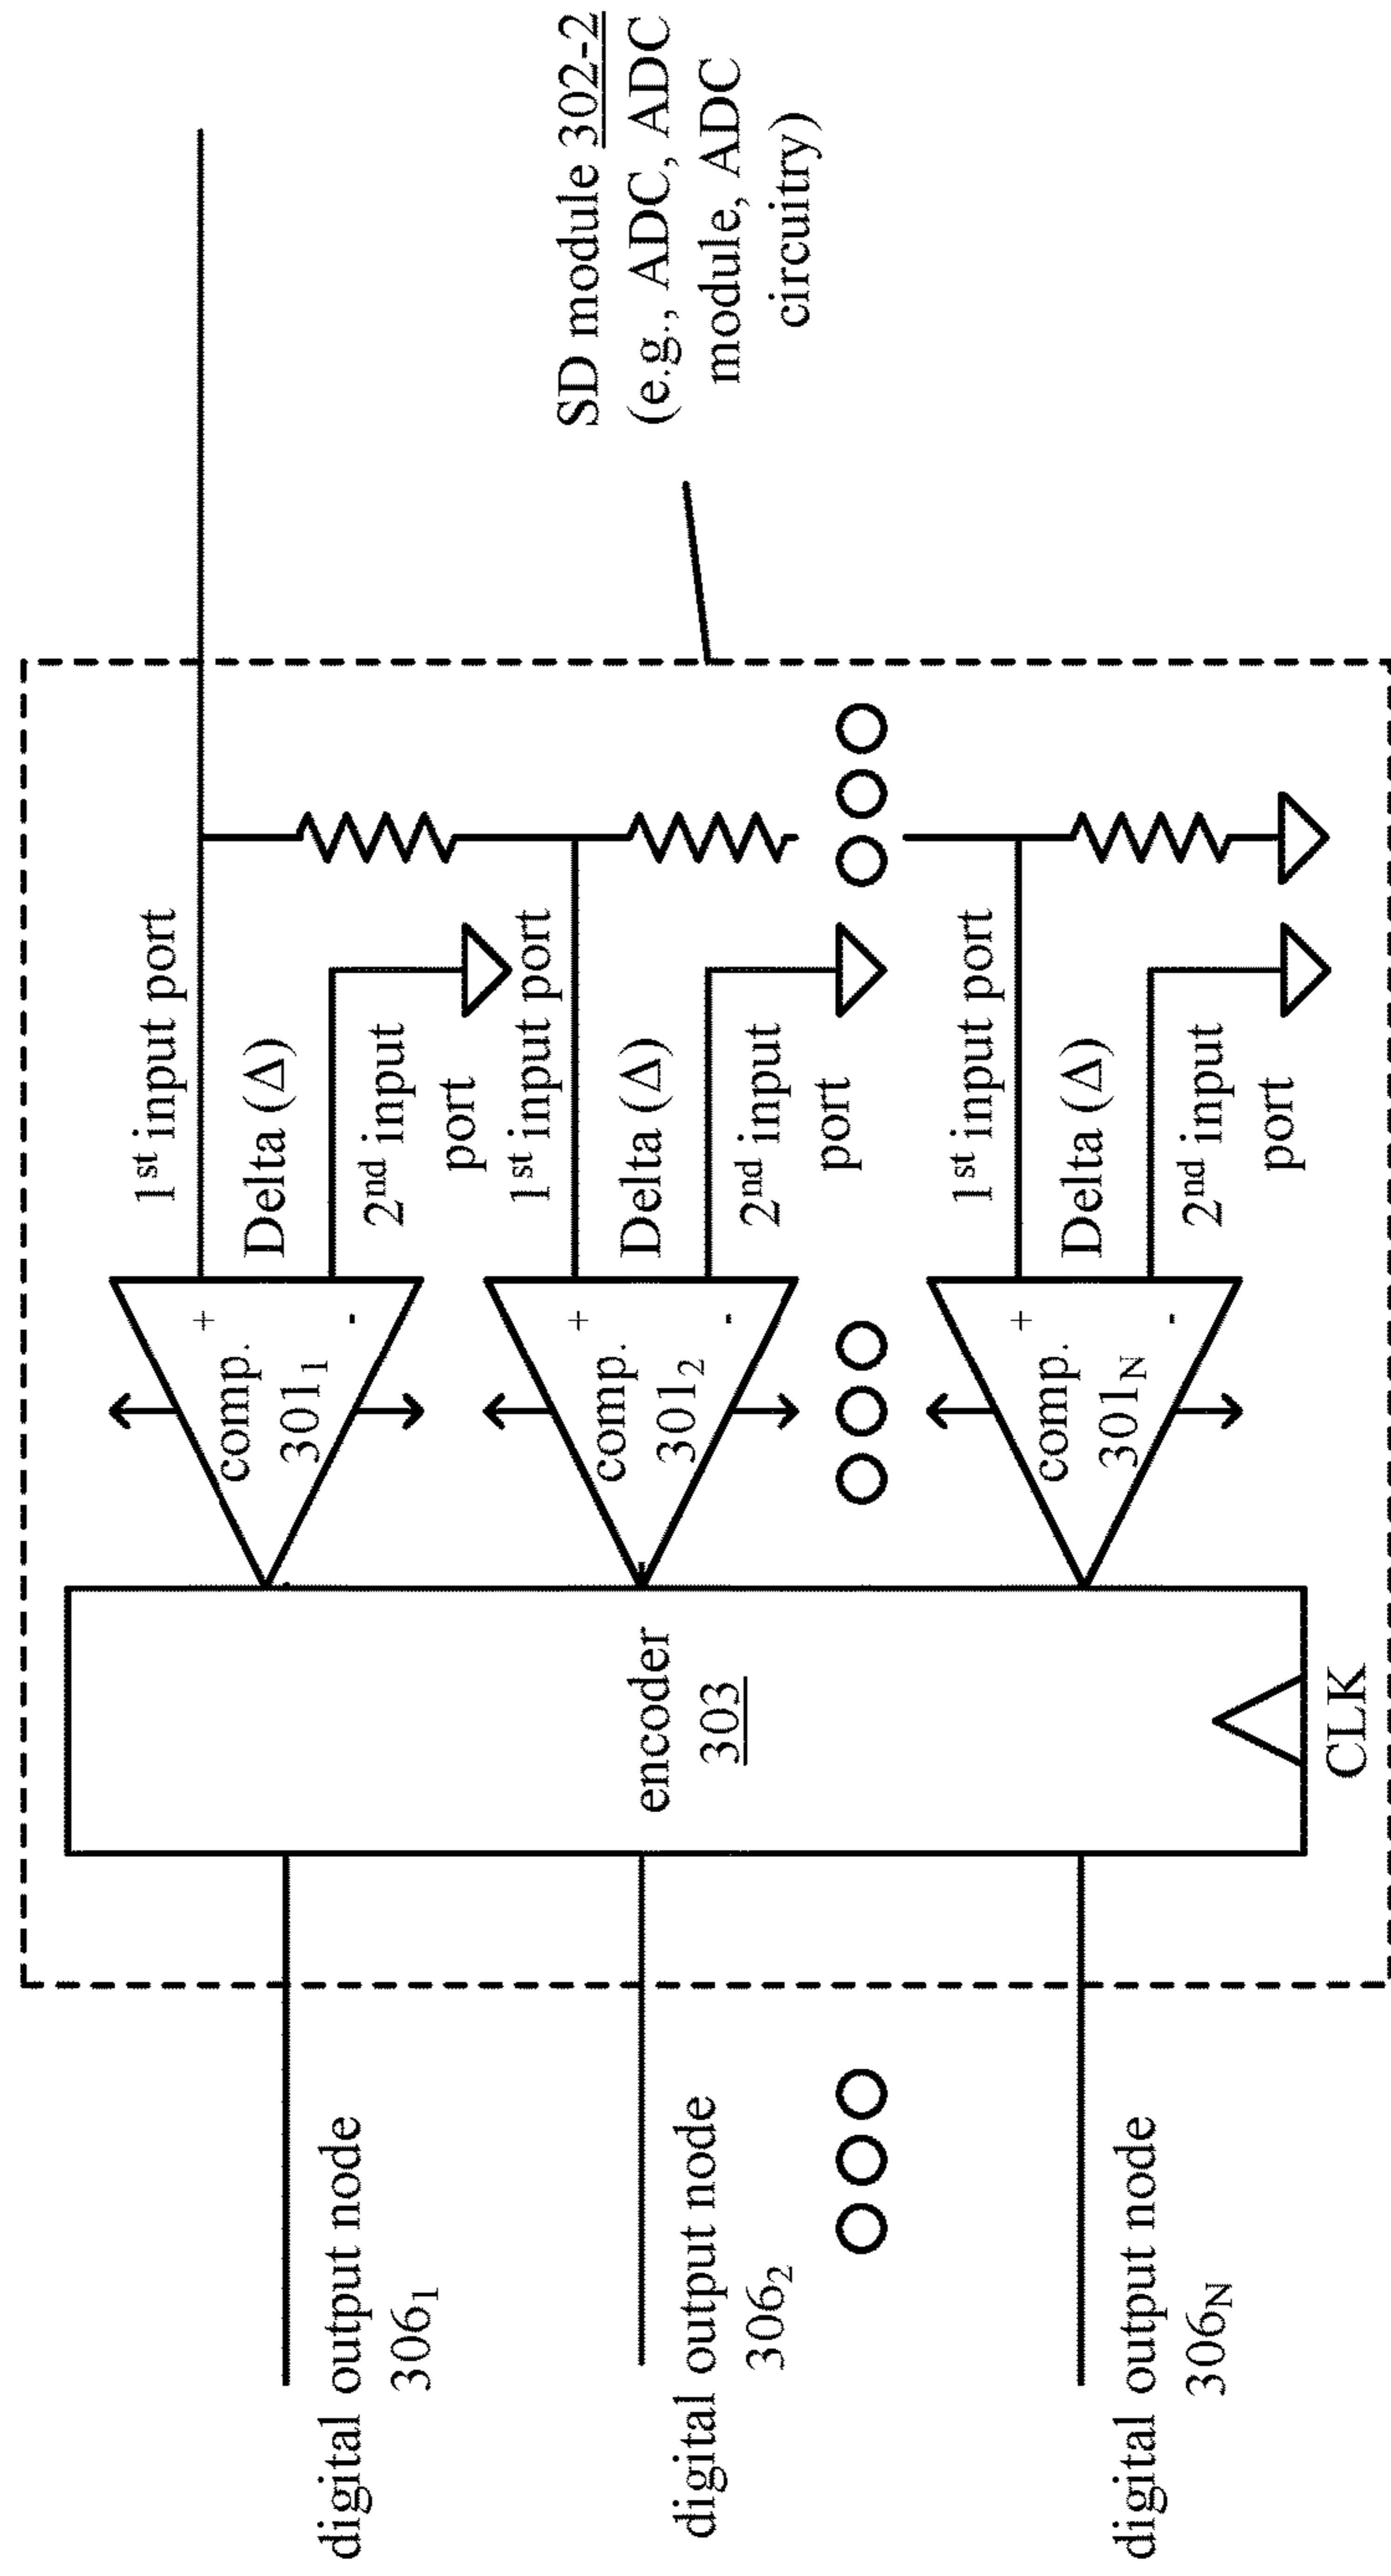 SD module 302-2
(e.g., ADC, ADC
module, ADC
circuitry)
1st input port
Delta (Δ)
2nd input
port
1st input port
Delta (Δ)
2nd input
port
1st input port
Delta (Δ)
2nd input
port
+
comp.
301₁
-
+
comp.
301₂
-
+
comp.
301N
-
encoder
303
CLK
digital output node
306₁
digital output node
306₂
digital output node
306N